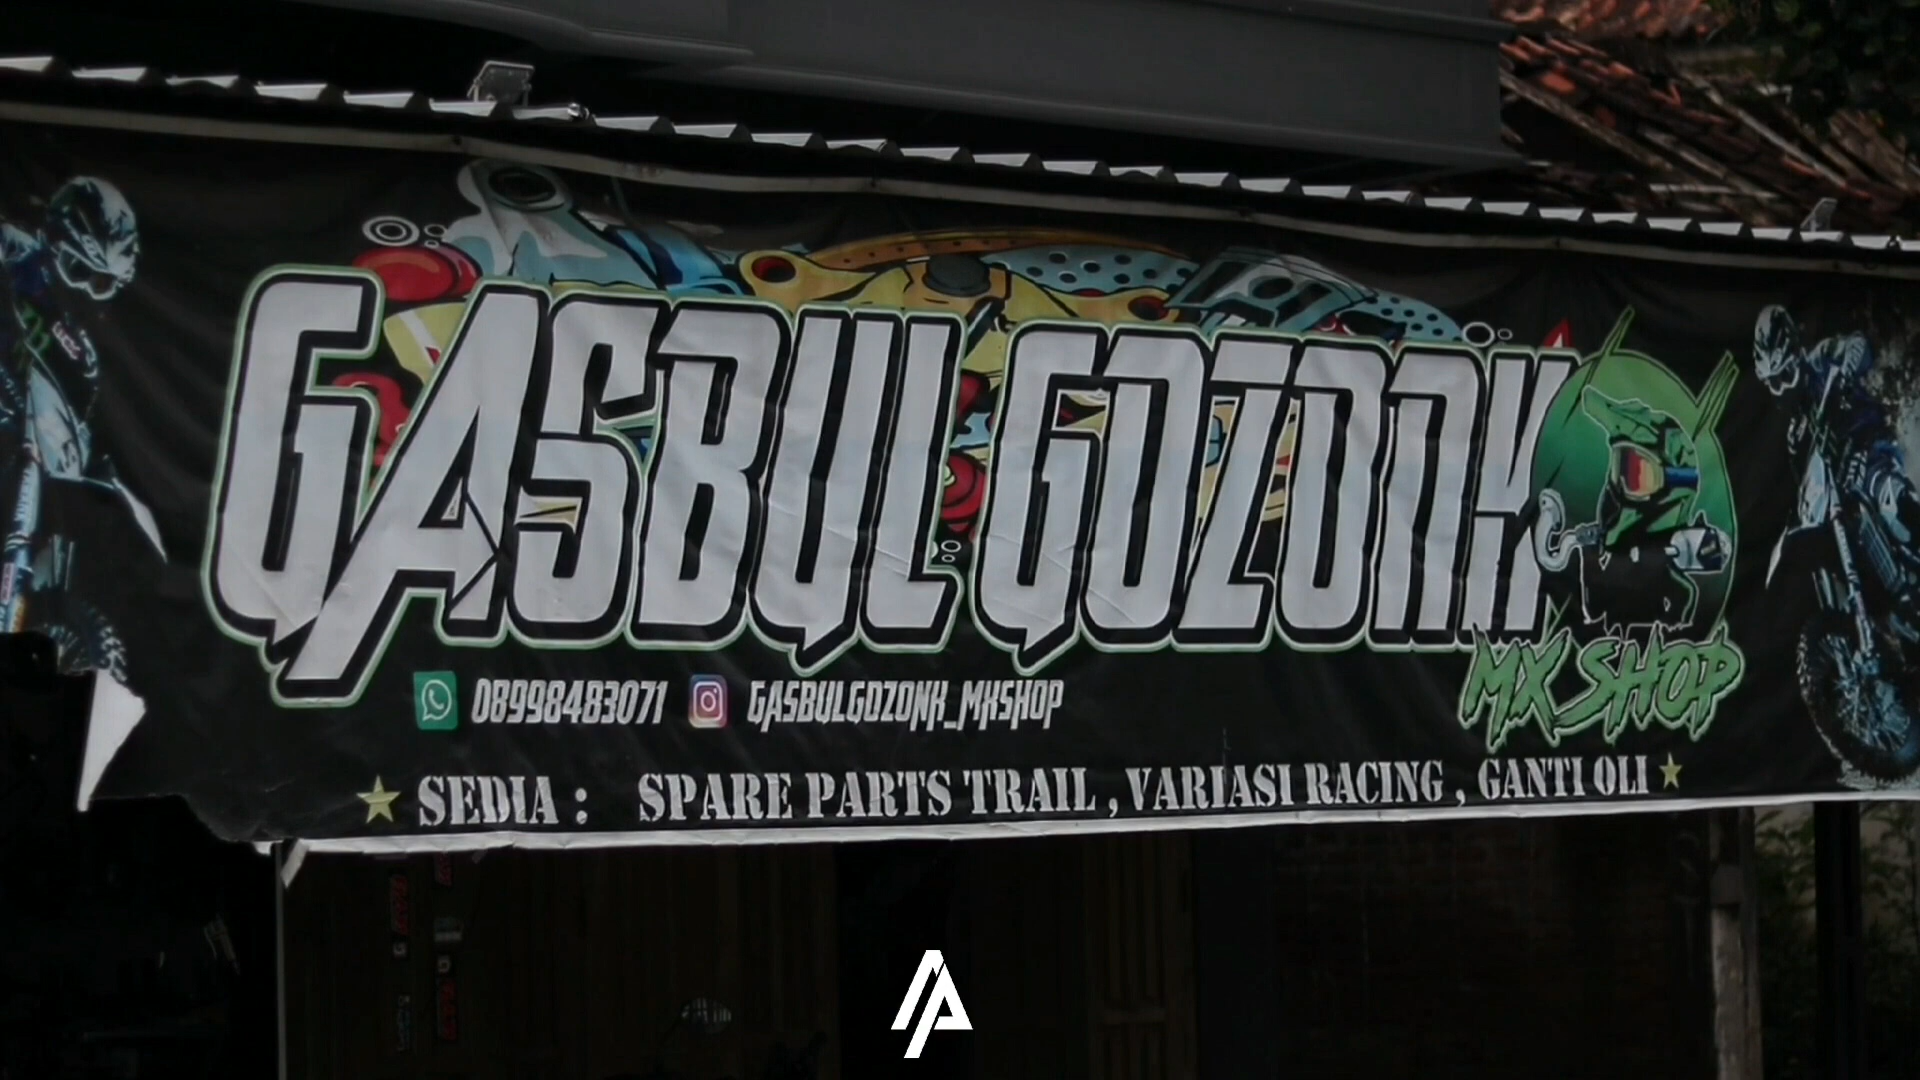 GASBUL GOZONK
MX SHOP
08998483071 GASBULGOZONK_MXSHOP
SEDIA : SPARE PARTS TRAIL , VARIASI RACING , GANTI OLI